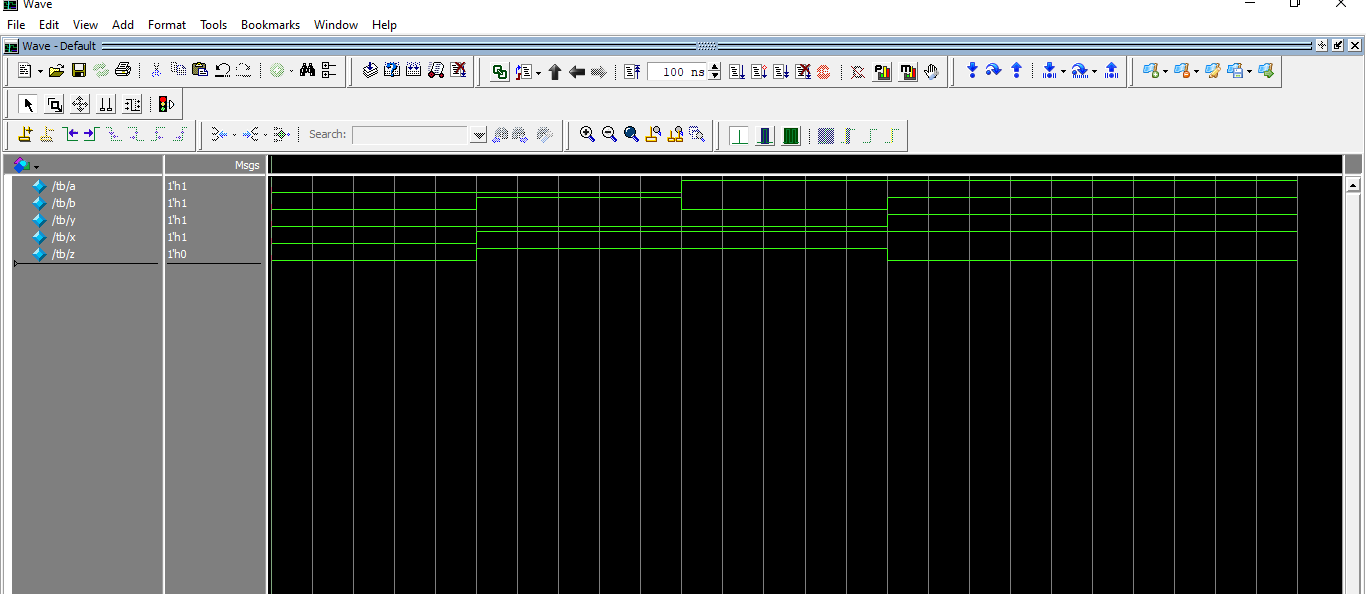 Wave
File Edit View Add Format Tools Bookmarks Window Help
Wave - Default
100 ns
Search:
Msgs
/tb/a 1'h1
/tb/b 1'h1
/tb/y 1'h1
/tb/x 1'h1
/tb/z 1'h0